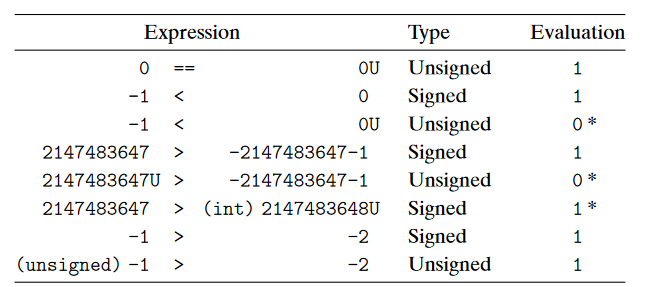 Expression Type Evaluation
0 == 0U Unsigned 1
-1 < 0 Signed 1
-1 < 0U Unsigned 0 *
2147483647 > -2147483647-1 Signed 1
2147483647U > -2147483647-1 Unsigned 0 *
2147483647 > (int) 2147483648U Signed 1 *
-1 > -2 Signed 1
(unsigned) -1 > -2 Unsigned 1